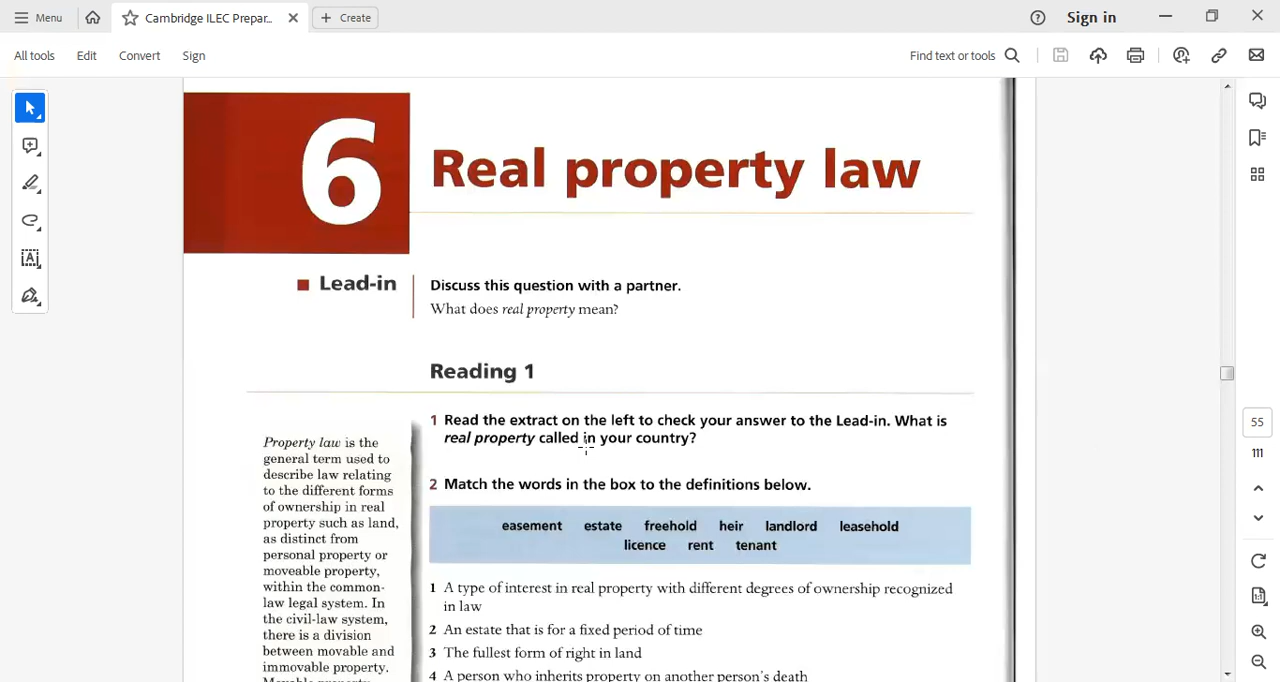 Menu
Cambridge ILEC Prepar...
Create
Sign in
All tools
Edit
Convert
Sign
Find text or tools
6
Real property law
Lead-in
Discuss this question with a partner.
What does real property mean?
Reading 1
1 Read the extract on the left to check your answer to the Lead-in. What is
real property called in your country?
Property law is the
general term used to
describe law relating
to the different forms
of ownership in real
property such as land,
as distinct from
personal property or
moveable property,
within the common-
law legal system. In
the civil-law system,
there is a division
between movable and
immovable property.
Movable property
2 Match the words in the box to the definitions below.
easement estate freehold heir landlord leasehold
licence rent tenant
1 A type of interest in real property with different degrees of ownership recognized
in law
2 An estate that is for a fixed period of time
3 The fullest form of right in land
4 A person who inherits property on another person's death
55
111
1:1